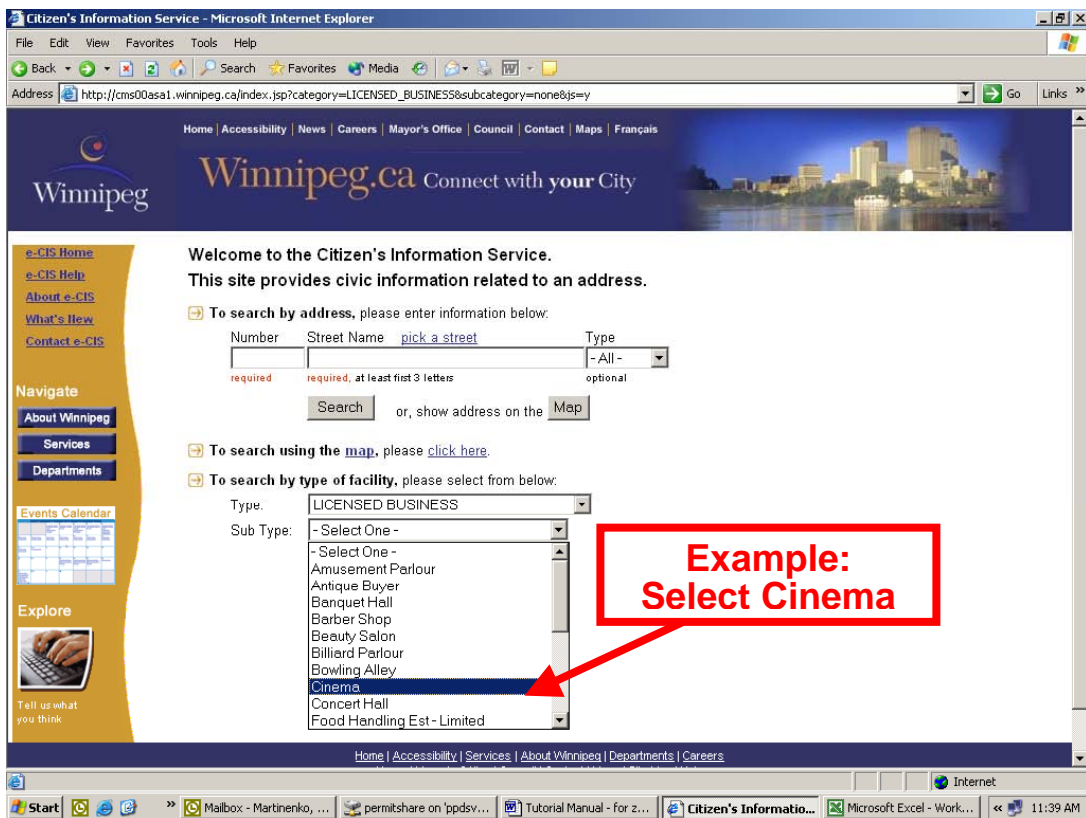 Citizen's Information Service - Microsoft Internet Explorer
File Edit View Favorites Tools Help
Back Search Favorites Media
Address http://cms00asa1.winnipeg.ca/index.jsp?category=LICENSED_BUSINESS&subcategory=none&js=y Go Links »
Home | Accessibility | News | Careers | Mayor's Office | Council | Contact | Maps | Français
Winnipeg
Winnipeg.ca Connect with your City
e-CIS Home
e-CIS Help
About e-CIS
What's New
Contact e-CIS
Navigate
About Winnipeg
Services
Departments
Events Calendar
Explore
Tell us what
you think
Welcome to the Citizen's Information Service.
This site provides civic information related to an address.
To search by address, please enter information below:
Number Street Name pick a street Type
- All -
required required, at least first 3 letters optional
Search or, show address on the Map
To search using the map, please click here.
To search by type of facility, please select from below:
Type: LICENSED BUSINESS
Sub Type: - Select One -
- Select One -
Amusement Parlour
Antique Buyer
Banquet Hall
Barber Shop
Beauty Salon
Billiard Parlour
Bowling Alley
Cinema
Concert Hall
Food Handling Est - Limited
Example:
Select Cinema
Home | Accessibility | Services | About Winnipeg | Departments | Careers
Internet
Start » Mailbox - Martinenko, ... permitshare on 'ppdsv... Tutorial Manual - for z... Citizen's Informatio... Microsoft Excel - Work... « 11:39 AM